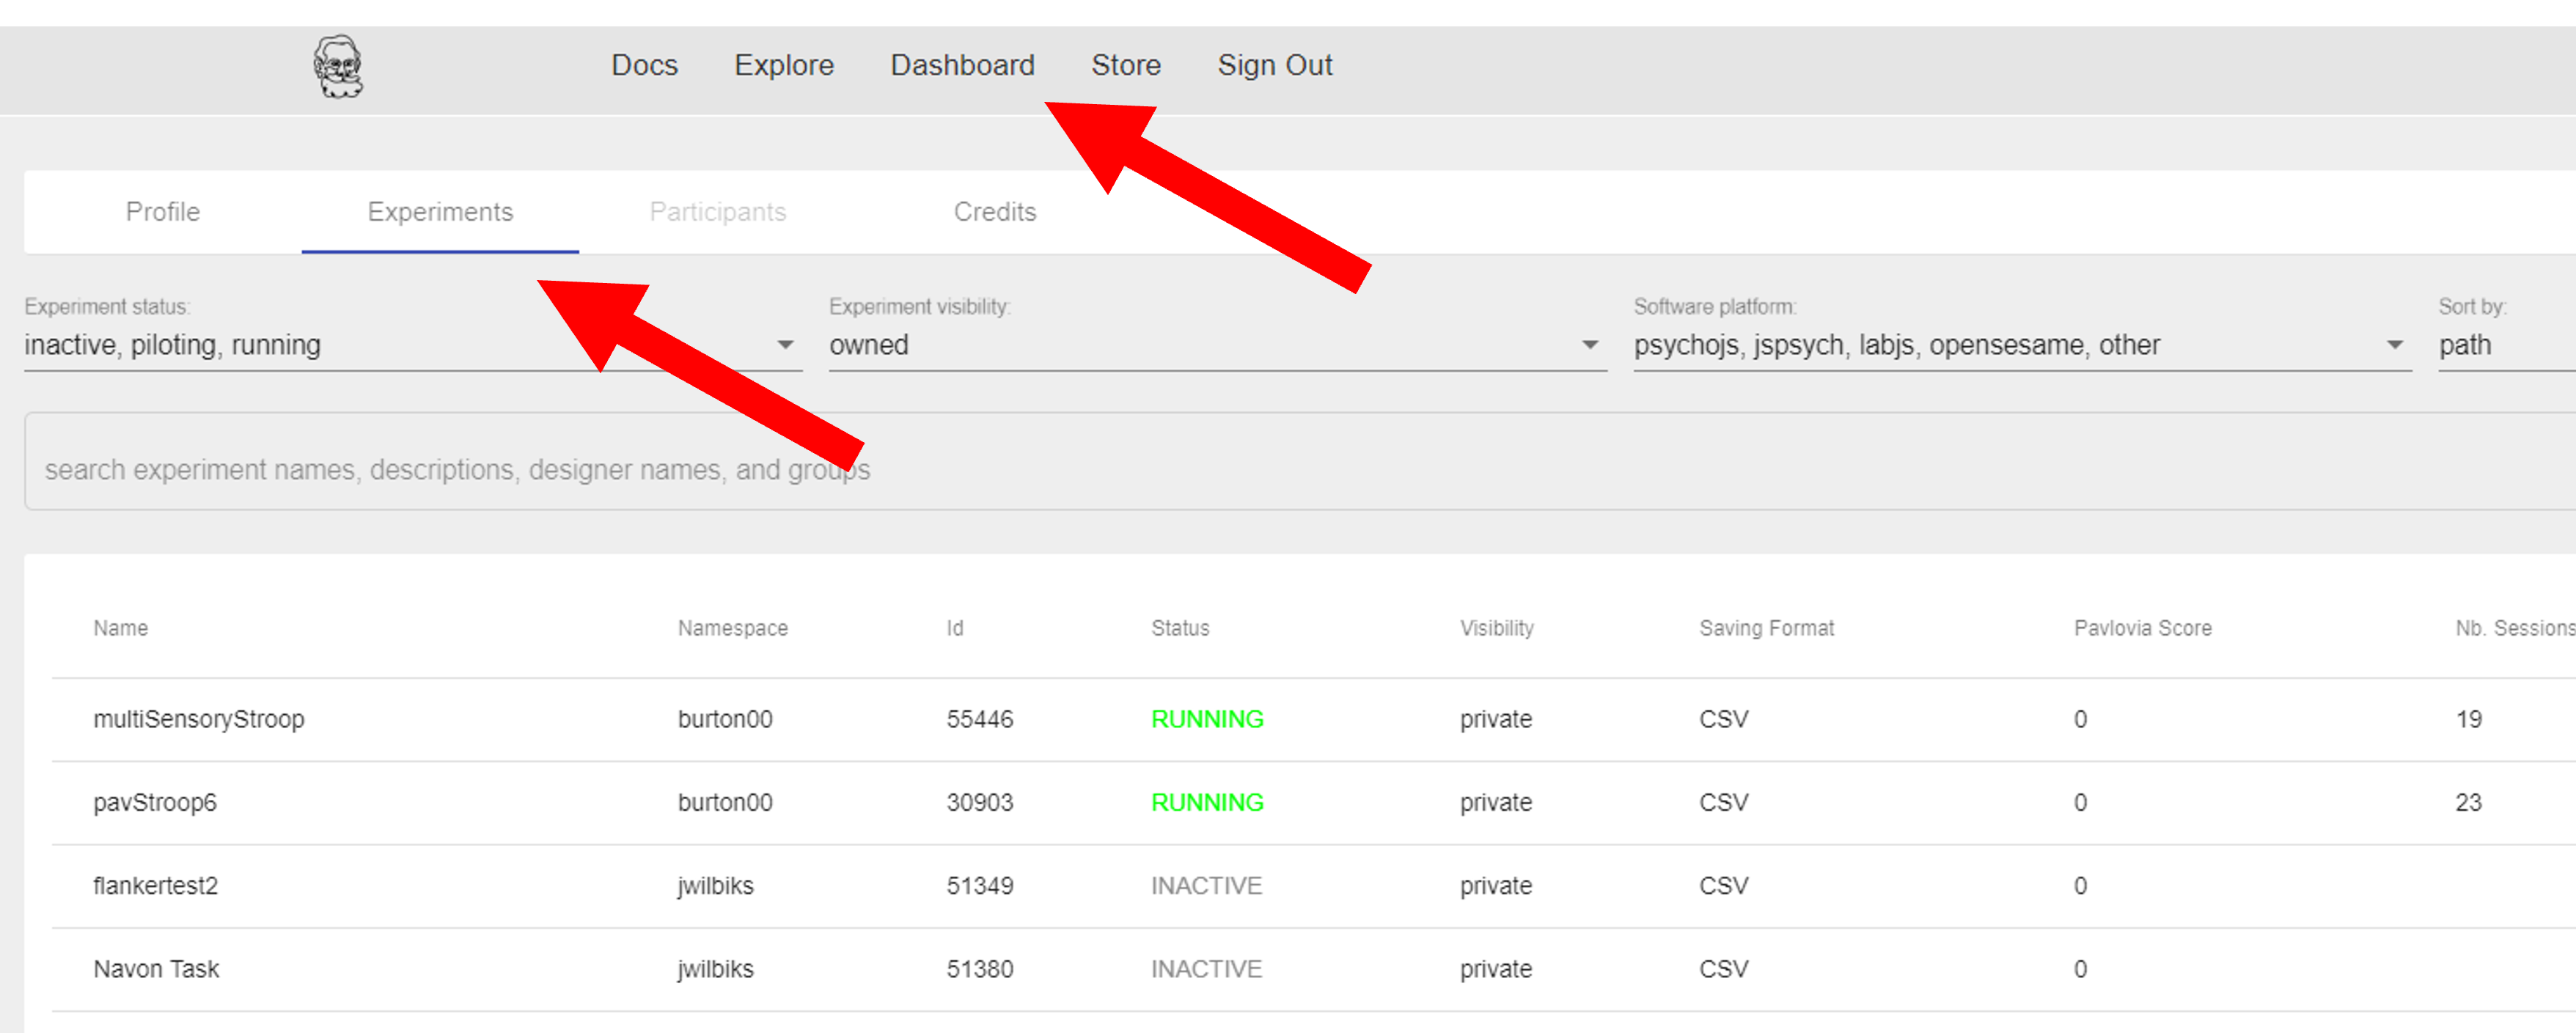 Docs Explore Dashboard Store Sign Out
Profile Experiments Participants Credits
Experiment status: Experiment visibility: Software platform: Sort by:
inactive, piloting, running owned psychojs, jspsych, labjs, opensesame, other path
search experiment names, descriptions, designer names, and groups
Name Namespace Id Status Visibility Saving Format Pavlovia Score Nb. Sessions
multiSensoryStroop burton00 55446 RUNNING private CSV 0 19
pavStroop6 burton00 30903 RUNNING private CSV 0 23
flankertest2 jwilbiks 51349 INACTIVE private CSV 0
Navon Task jwilbiks 51380 INACTIVE private CSV 0